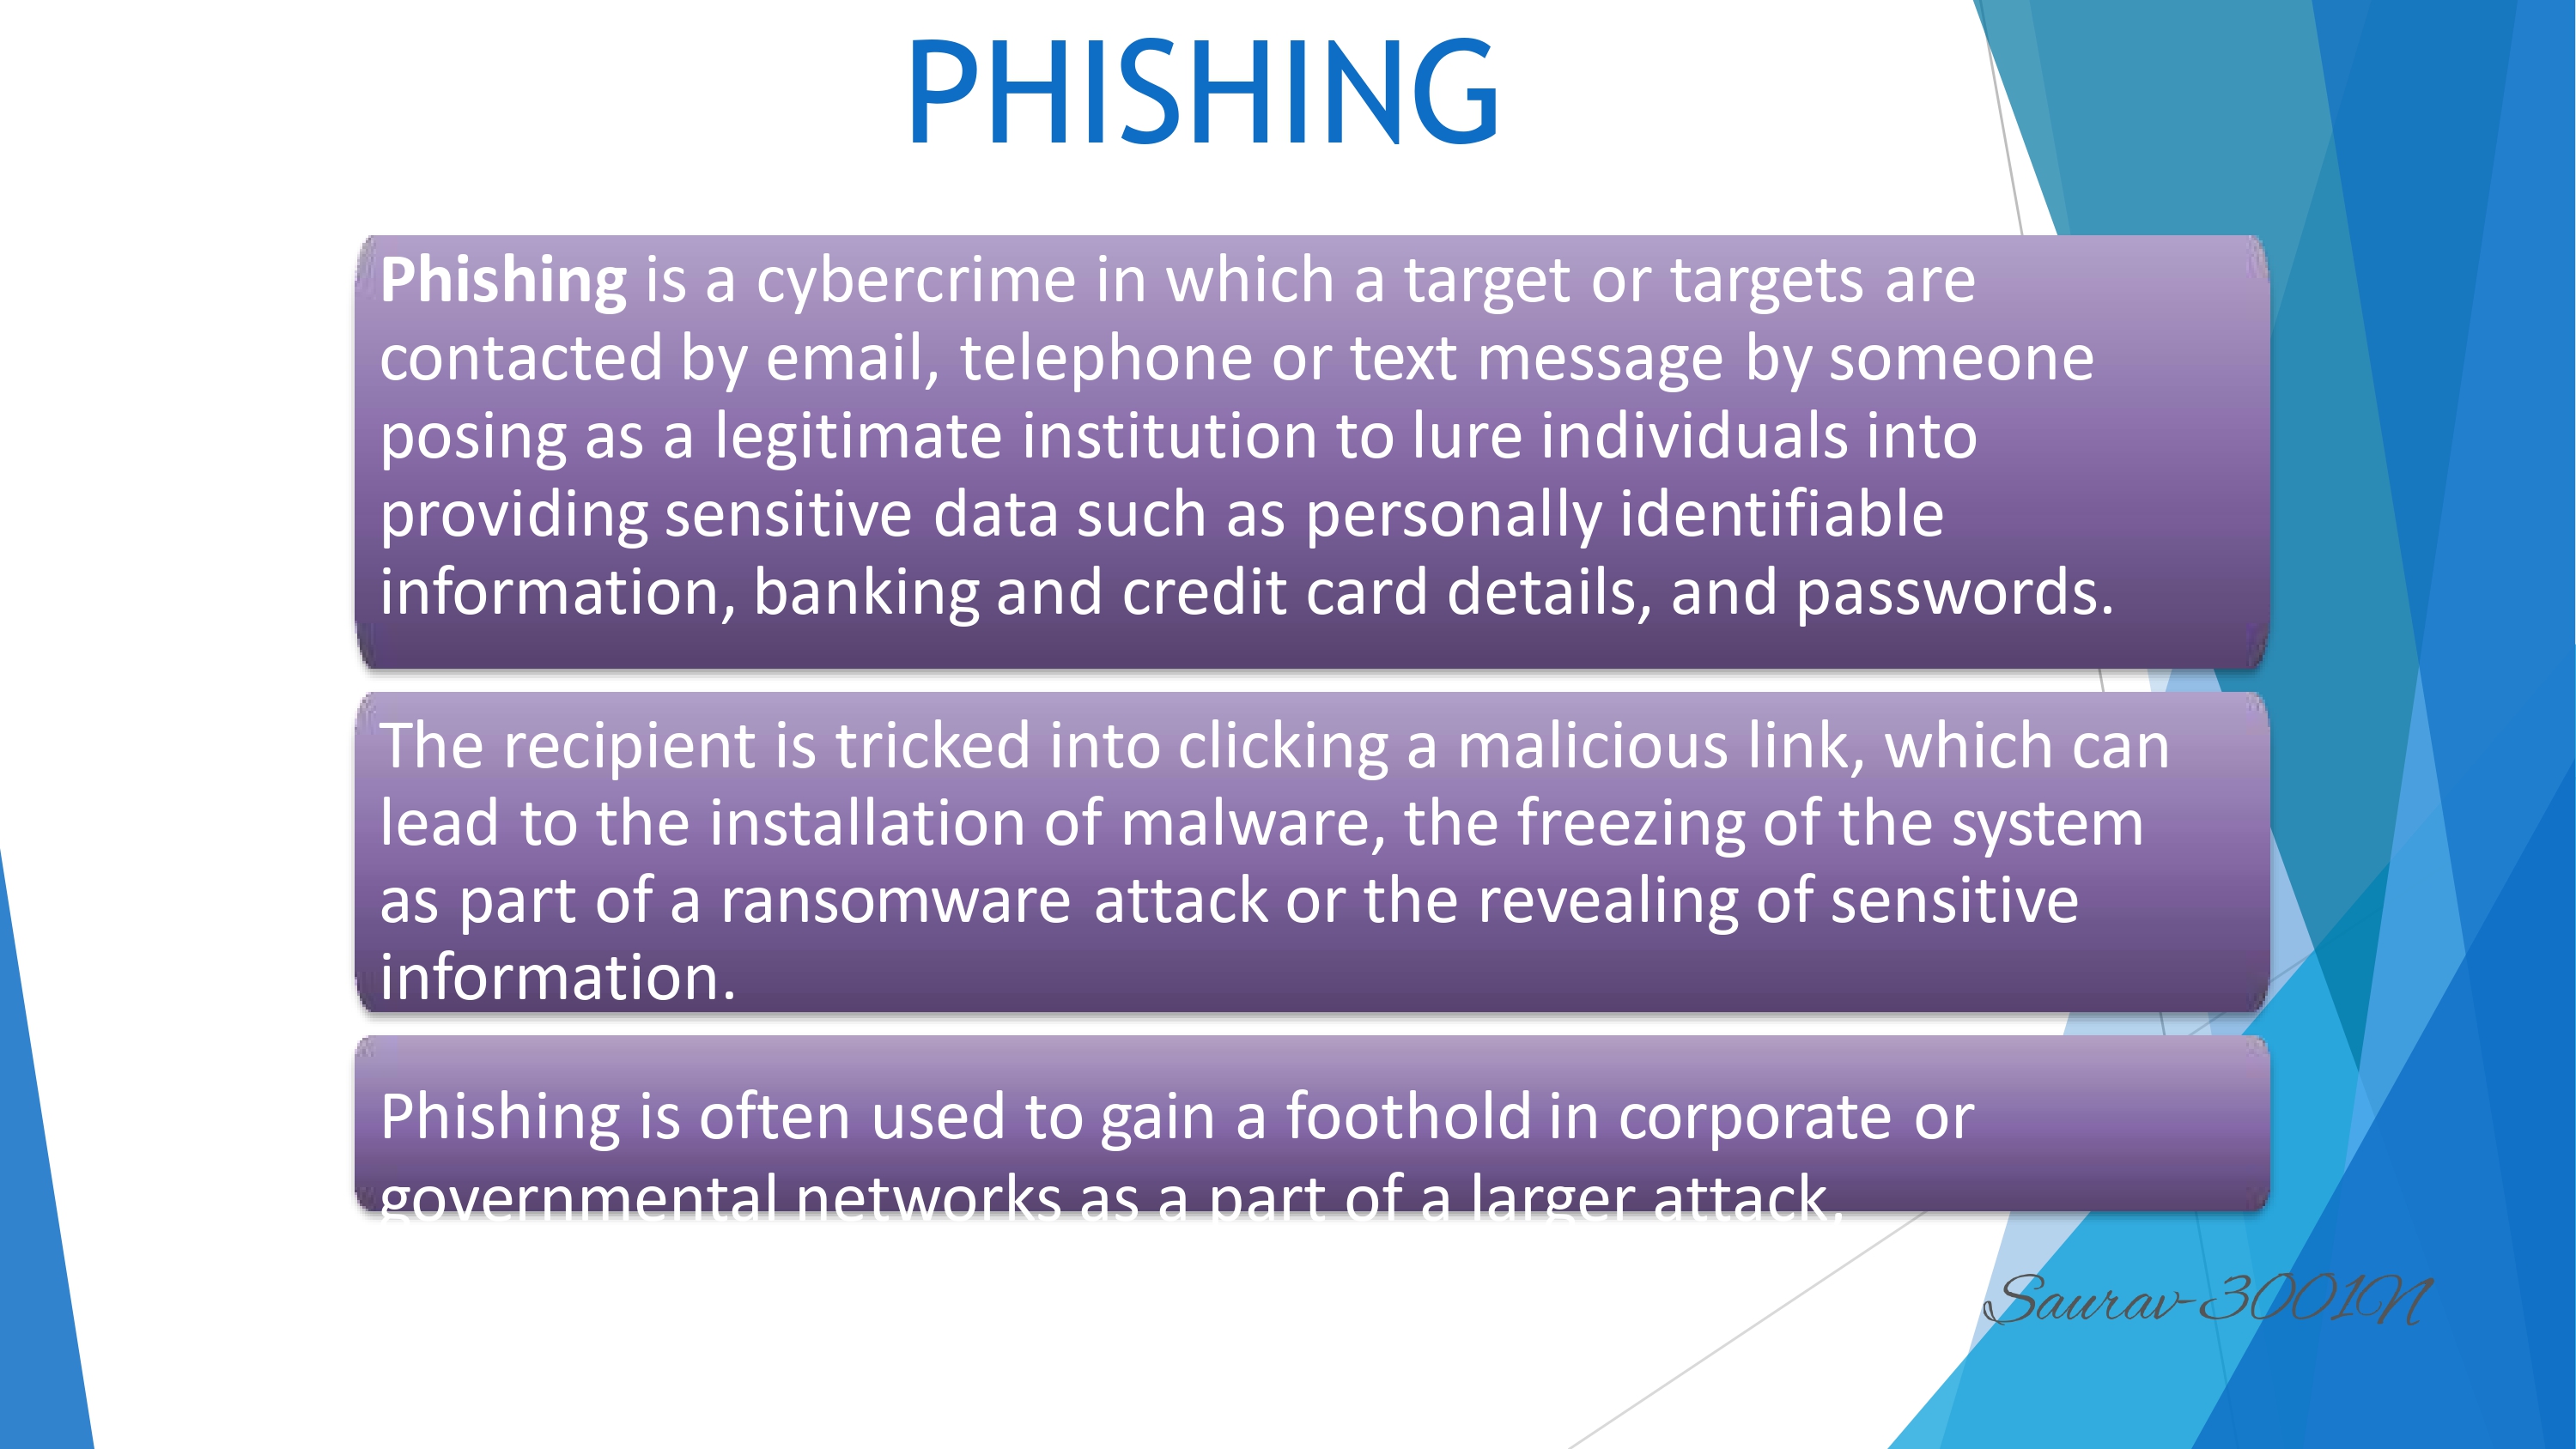 PHISHING
Phishing is a cybercrime in which a target or targets are
contacted by email, telephone or text message by someone
posing as a legitimate institution to lure individuals into
providing sensitive data such as personally identifiable
information, banking and credit card details, and passwords.
The recipient is tricked into clicking a malicious link, which can
lead to the installation of malware, the freezing of the system
as part of a ransomware attack or the revealing of sensitive
information.
Phishing is often used to gain a foothold in corporate or
governmental networks as a part of a larger attack.
Saurav-3001N